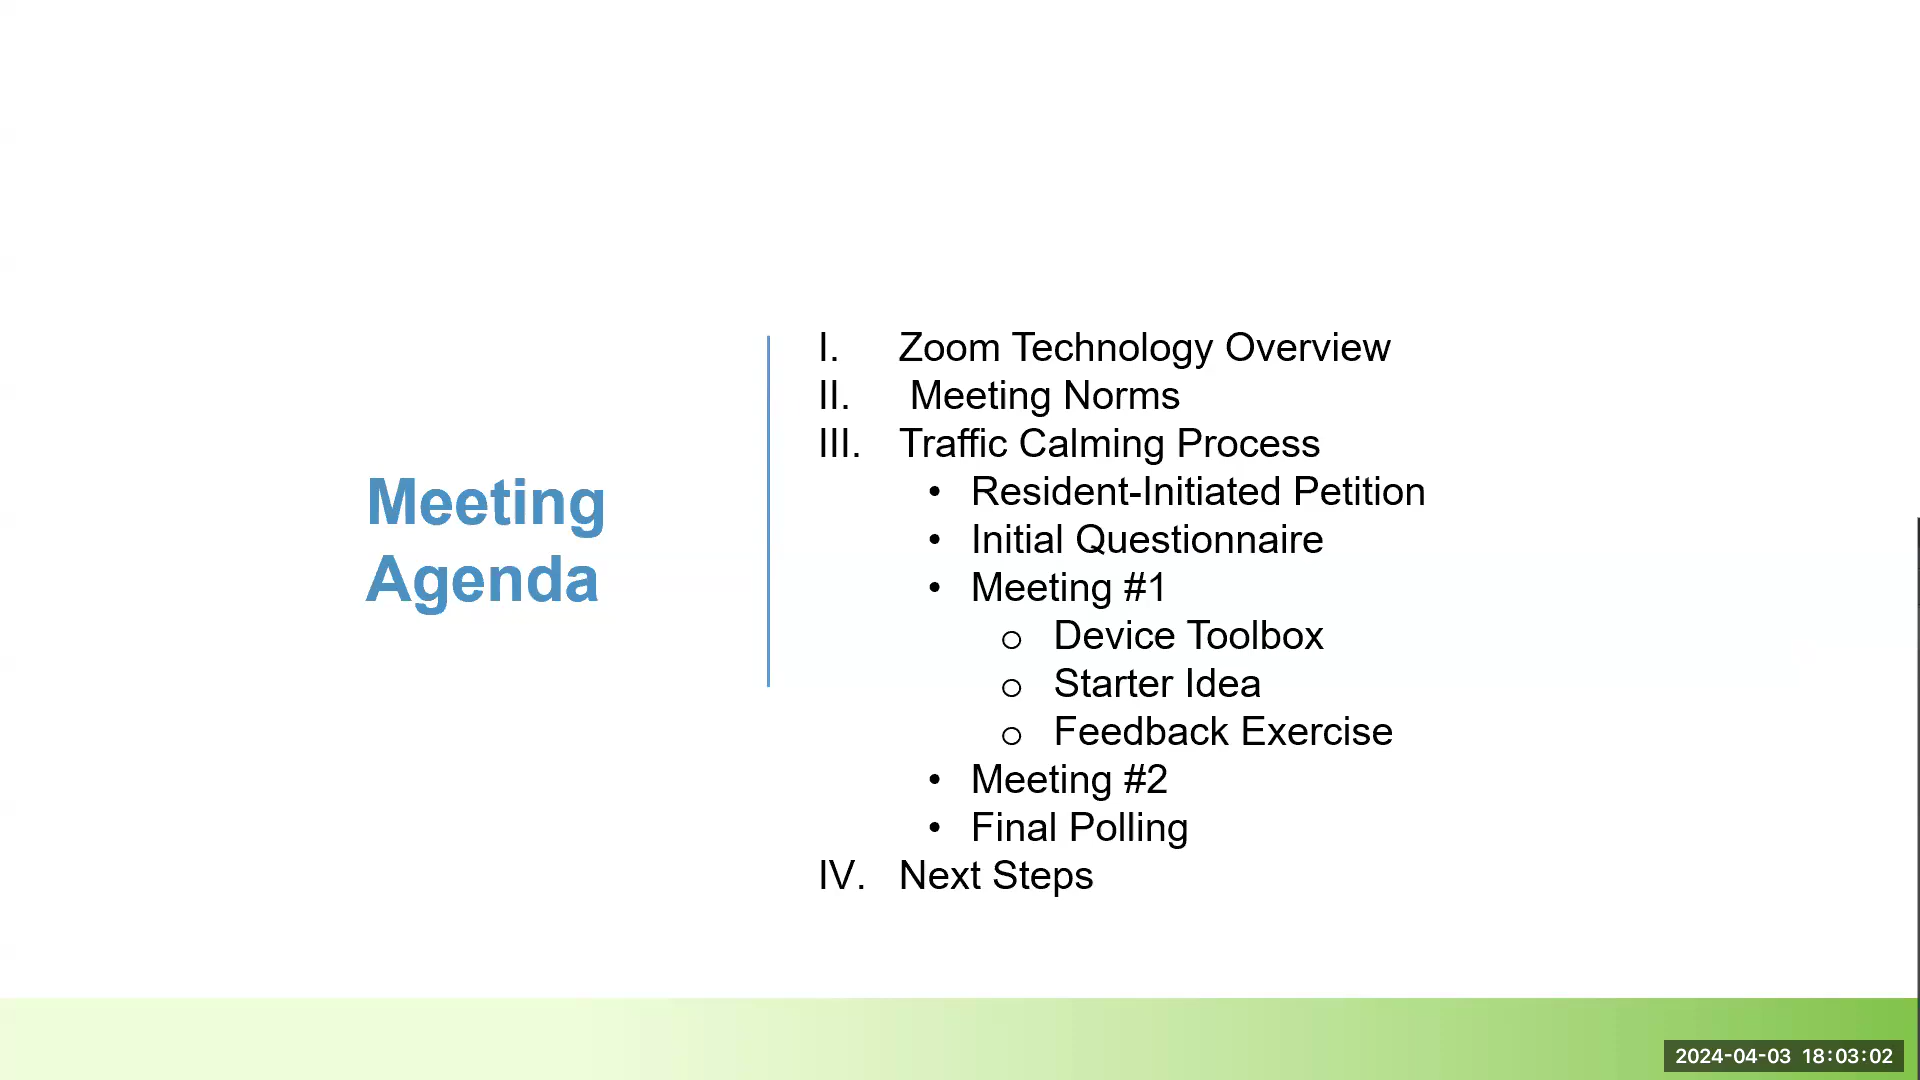 Meeting
Agenda
I. Zoom Technology Overview
II. Meeting Norms
III. Traffic Calming Process
• Resident-Initiated Petition
• Initial Questionnaire
• Meeting #1
o Device Toolbox
o Starter Idea
o Feedback Exercise
• Meeting #2
• Final Polling
IV. Next Steps
2024-04-03 18:03:02